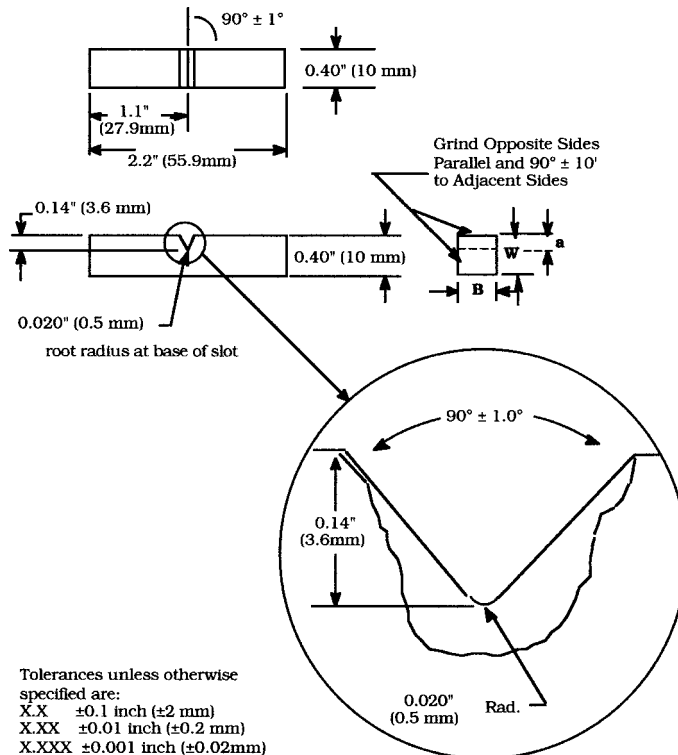 90° ± 1°
0.40" (10 mm)
1.1"
(27.9mm)
2.2" (55.9mm)
Grind Opposite Sides
Parallel and 90° ± 10'
to Adjacent Sides
0.14" (3.6 mm)
0.40" (10 mm)
W
a
B
0.020" (0.5 mm)
root radius at base of slot
90° ± 1.0°
0.14"
(3.6mm)
Tolerances unless otherwise
specified are:
X.X ±0.1 inch (±2 mm)
X.XX ±0.01 inch (±0.2 mm)
X.XXX ±0.001 inch (±0.02mm)
0.020"
(0.5 mm)
Rad.